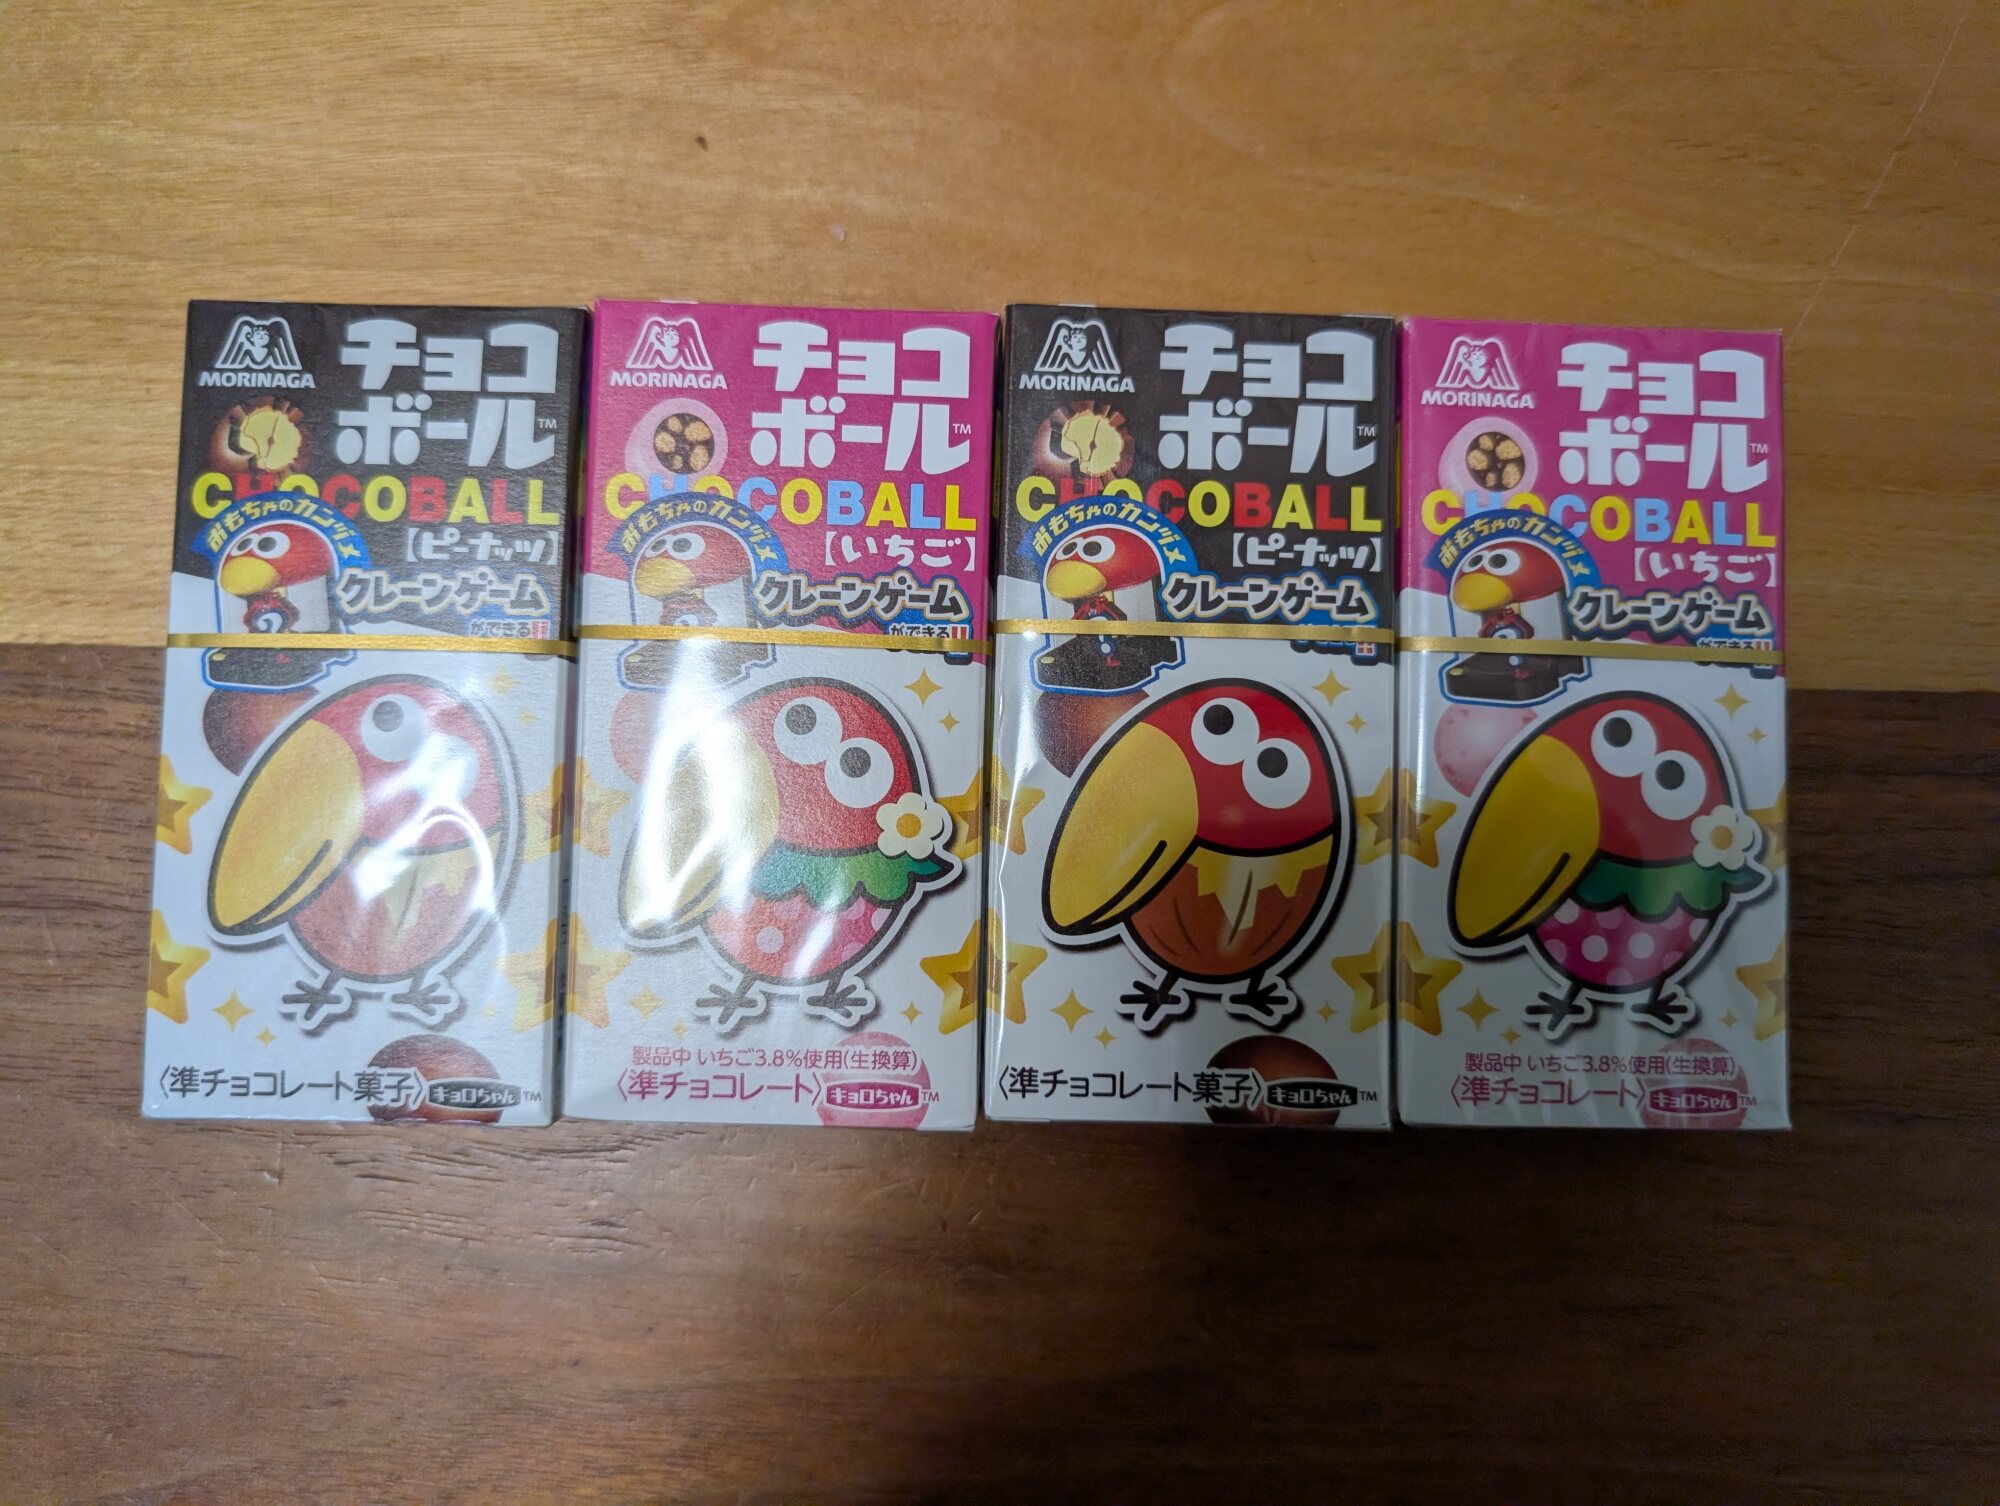 MORINAGA
チョコ
ボール™
CHOCOBALL
【ピーナッツ】
おもちゃのカンヅメ
クレーンゲーム
ができる!!
〈準チョコレート菓子〉
キョロちゃん™
MORINAGA
チョコ
ボール™
CHOCOBALL
【いちご】
おもちゃのカンヅメ
クレーンゲーム
ができる!!
製品中 いちご3.8%使用(生換算)
〈準チョコレート〉
キョロちゃん™
MORINAGA
チョコ
ボール™
CHOCOBALL
【ピーナッツ】
おもちゃのカンヅメ
クレーンゲーム
〈準チョコレート菓子〉
キョロちゃん™
MORINAGA
チョコ
ボール™
CHOCOBALL
【いちご】
おもちゃのカンヅメ
クレーンゲーム
ができる!!
製品中 いちご3.8%使用(生換算)
〈準チョコレート〉
キョロちゃん™